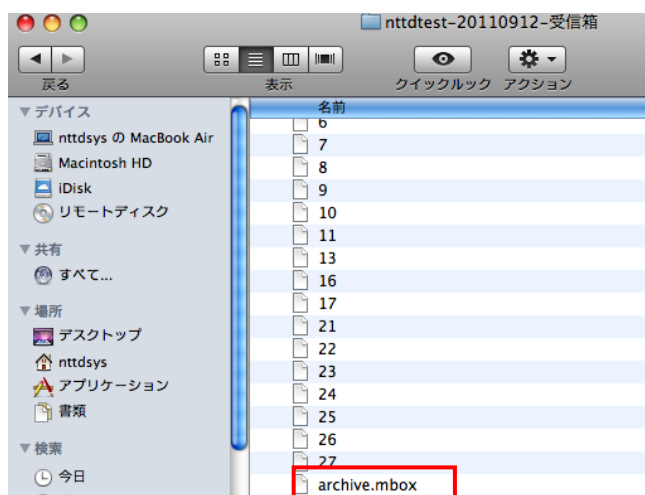 nttdtest-20110912-受信箱
戻る
表示
クイックルック
アクション
▼デバイス
nttdsys の MacBook Air
Macintosh HD
iDisk
リモートディスク
▼共有
すべて...
▼場所
デスクトップ
nttdsys
アプリケーション
書類
▼検索
今日
名前
6
7
8
9
10
11
13
16
17
21
22
23
24
25
26
27
archive.mbox